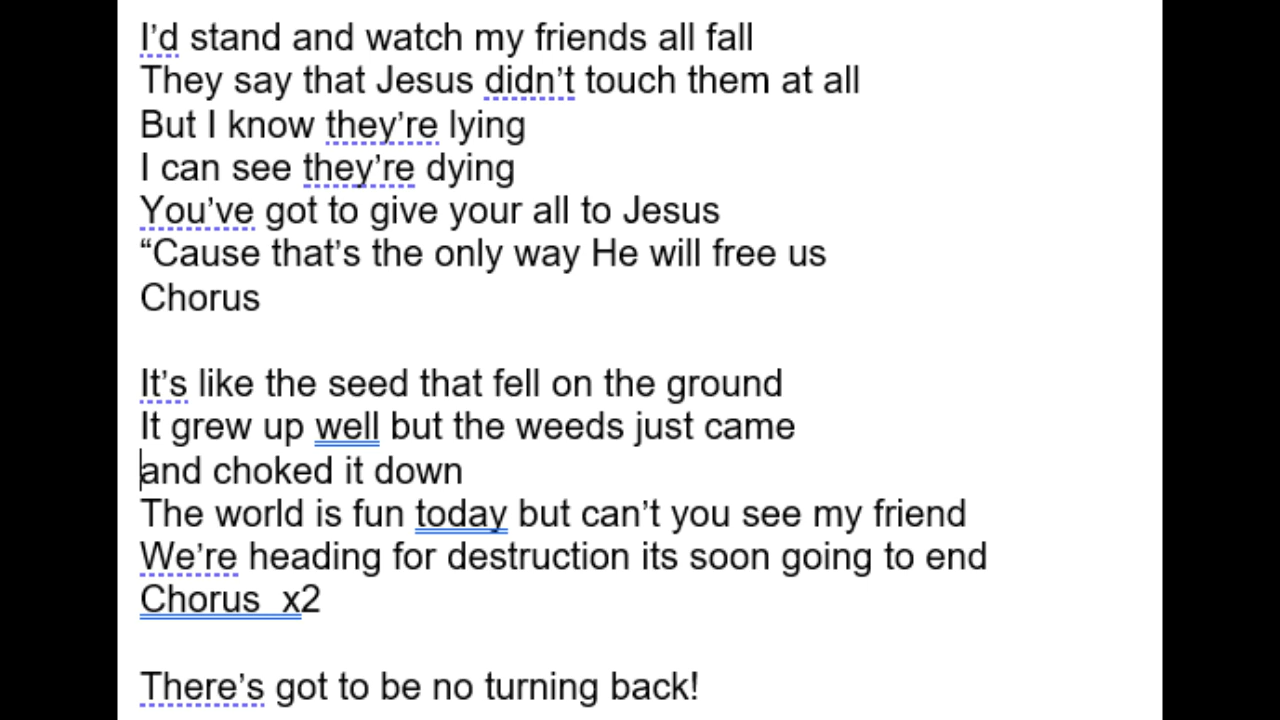 I’d stand and watch my friends all fall
They say that Jesus didn’t touch them at all
But I know they’re lying
I can see they’re dying
You’ve got to give your all to Jesus
“Cause that’s the only way He will free us
Chorus
It’s like the seed that fell on the ground
It grew up well but the weeds just came
and choked it down
The world is fun today but can’t you see my friend
We’re heading for destruction its soon going to end
Chorus  x2
There’s got to be no turning back!